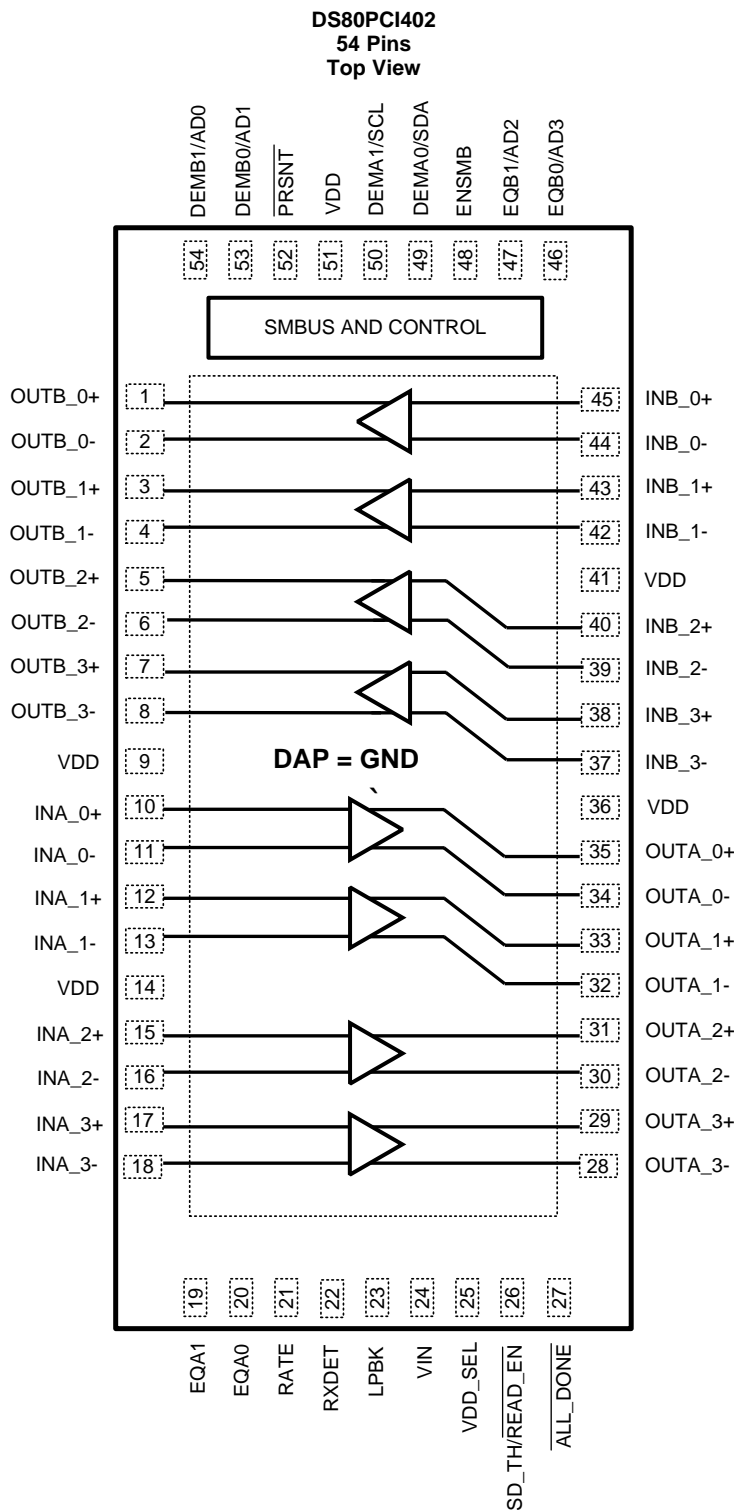 DS80PCI402
54 Pins
Top View
DEMB1/AD0
DEMB0/AD1
PRSNT
VDD
DEMA1/SCL
DEMA0/SDA
ENSMB
EQB1/AD2
EQB0/AD3
54
53
52
51
50
49
48
47
46
SMBUS AND CONTROL
OUTB_0+ 1 45 INB_0+
OUTB_0- 2 44 INB_0-
OUTB_1+ 3 43 INB_1+
OUTB_1- 4 42 INB_1-
OUTB_2+ 5 41 VDD
OUTB_2- 6 40 INB_2+
OUTB_3+ 7 39 INB_2-
OUTB_3- 8 38 INB_3+
VDD 9 DAP = GND 37 INB_3-
`
INA_0+ 10 36 VDD
INA_0- 11 35 OUTA_0+
INA_1+ 12 34 OUTA_0-
INA_1- 13 33 OUTA_1+
VDD 14 32 OUTA_1-
INA_2+ 15 31 OUTA_2+
INA_2- 16 30 OUTA_2-
INA_3+ 17 29 OUTA_3+
INA_3- 18 28 OUTA_3-
19
20
21
22
23
24
25
26
27
EQA1
EQA0
RATE
RXDET
LPBK
VIN
VDD_SEL
SD_TH/READ_EN
ALL_DONE